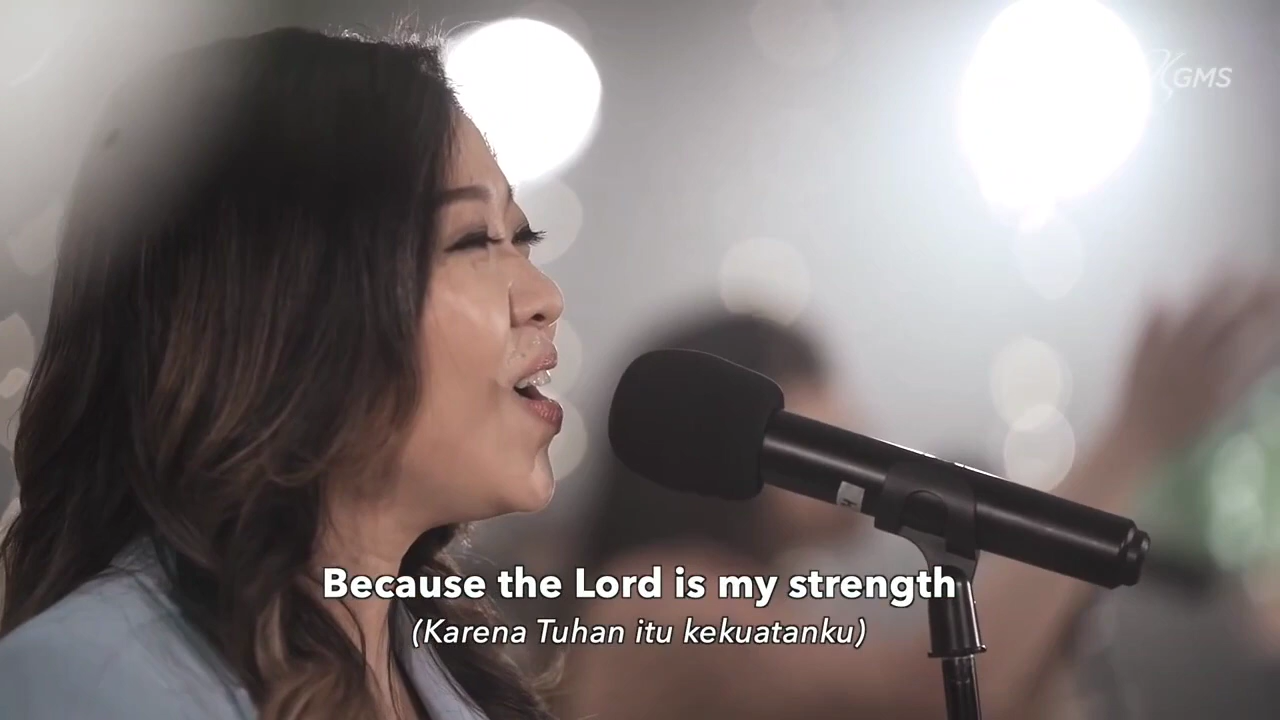 GMS
Because the Lord is my strength
(Karena Tuhan itu kekuatanku)